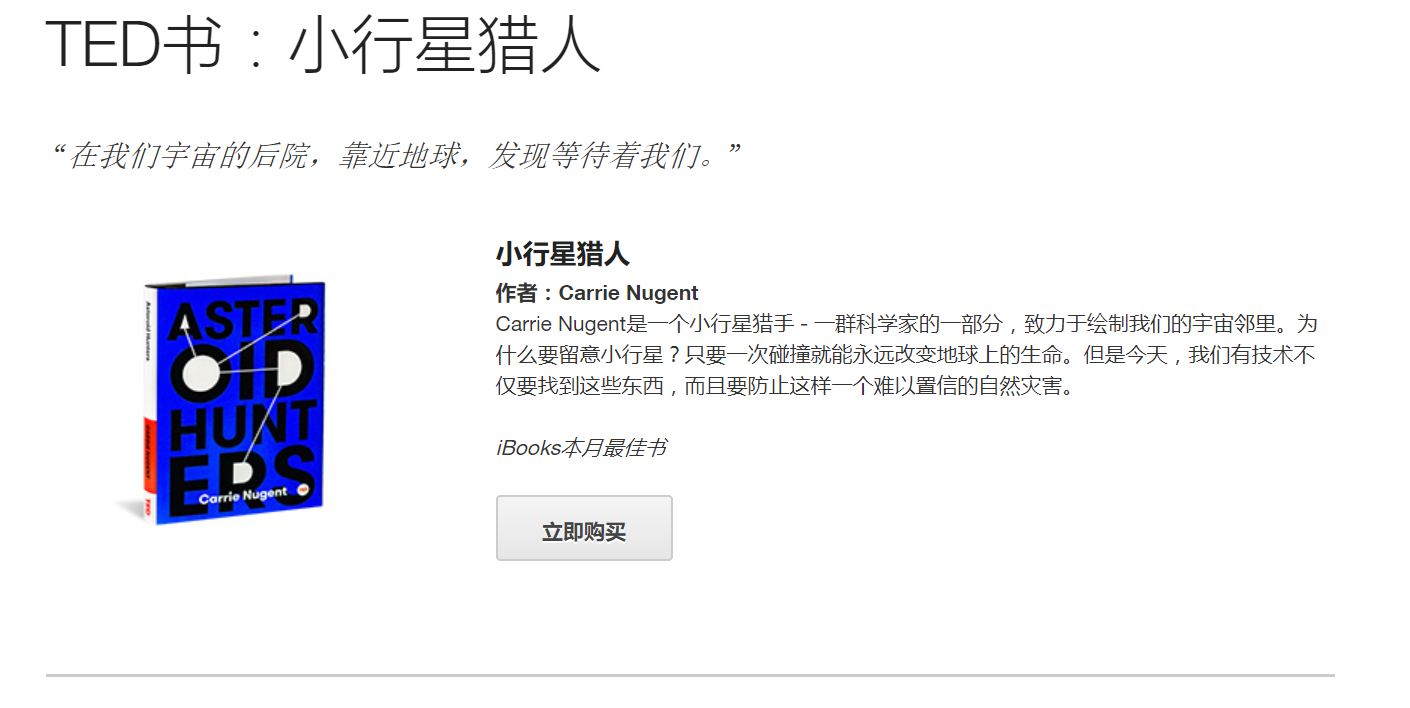 TED书：小行星猎人
“在我们宇宙的后院，靠近地球，发现等待着我们。”
小行星猎人
作者：Carrie Nugent
Carrie Nugent是一个小行星猎手 - 一群科学家的一部分，致力于绘制我们的宇宙邻里。为
什么要留意小行星？只要一次碰撞就能永远改变地球上的生命。但是今天，我们有技术不
仅要找到这些东西，而且要防止这样一个难以置信的自然灾害。
iBooks本月最佳书
立即购买
Asteroid Hunters
CARRIE NUGENT
TED
ASTER
OID
HUNT
ERS
Carrie Nugent